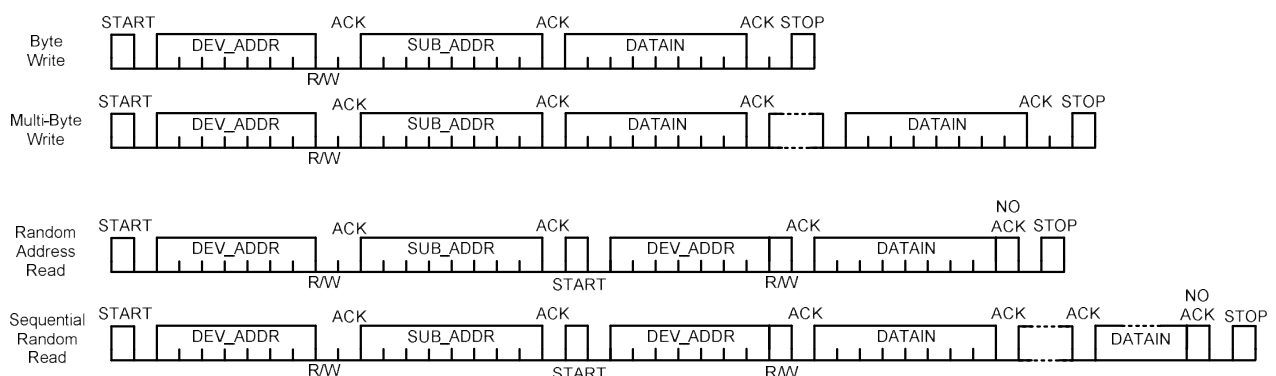 START ACK ACK ACK STOP
Byte
Write
DEV_ADDR SUB_ADDR DATAIN
R/W
START ACK ACK ACK ACK STOP
Multi-Byte
Write
DEV_ADDR SUB_ADDR DATAIN DATAIN
R/W
START ACK ACK ACK NO
ACK STOP
Random
Address
Read
DEV_ADDR SUB_ADDR DEV_ADDR DATAIN
R/W START R/W
START ACK ACK ACK ACK ACK NO
ACK STOP
Sequential
Random
Read
DEV_ADDR SUB_ADDR DEV_ADDR DATAIN DATAIN
R/W START R/W